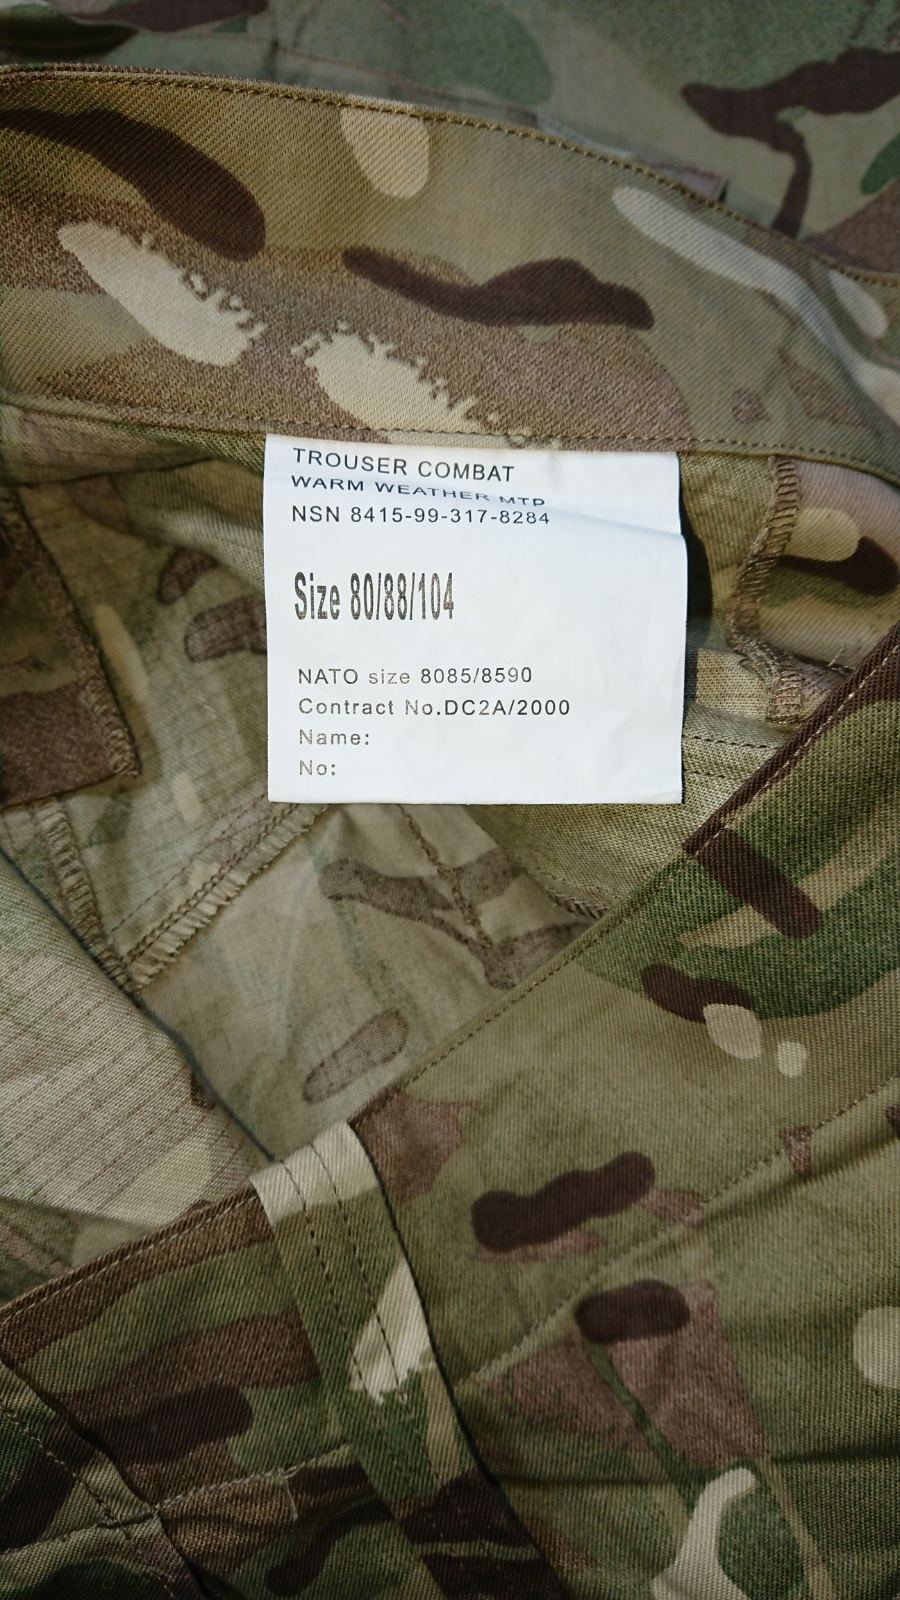 TROUSER COMBAT
WARM WEATHER MTP
NSN 8415-99-317-8284
Size 80/88/104
NATO size 8085/8590
Contract No.DC2A/2000
Name:
No: